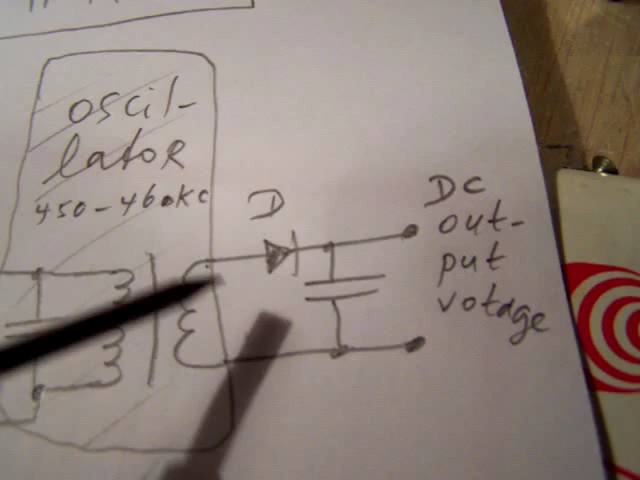 oscil-
lator
450-460KC
D
DC
out-
put
votage